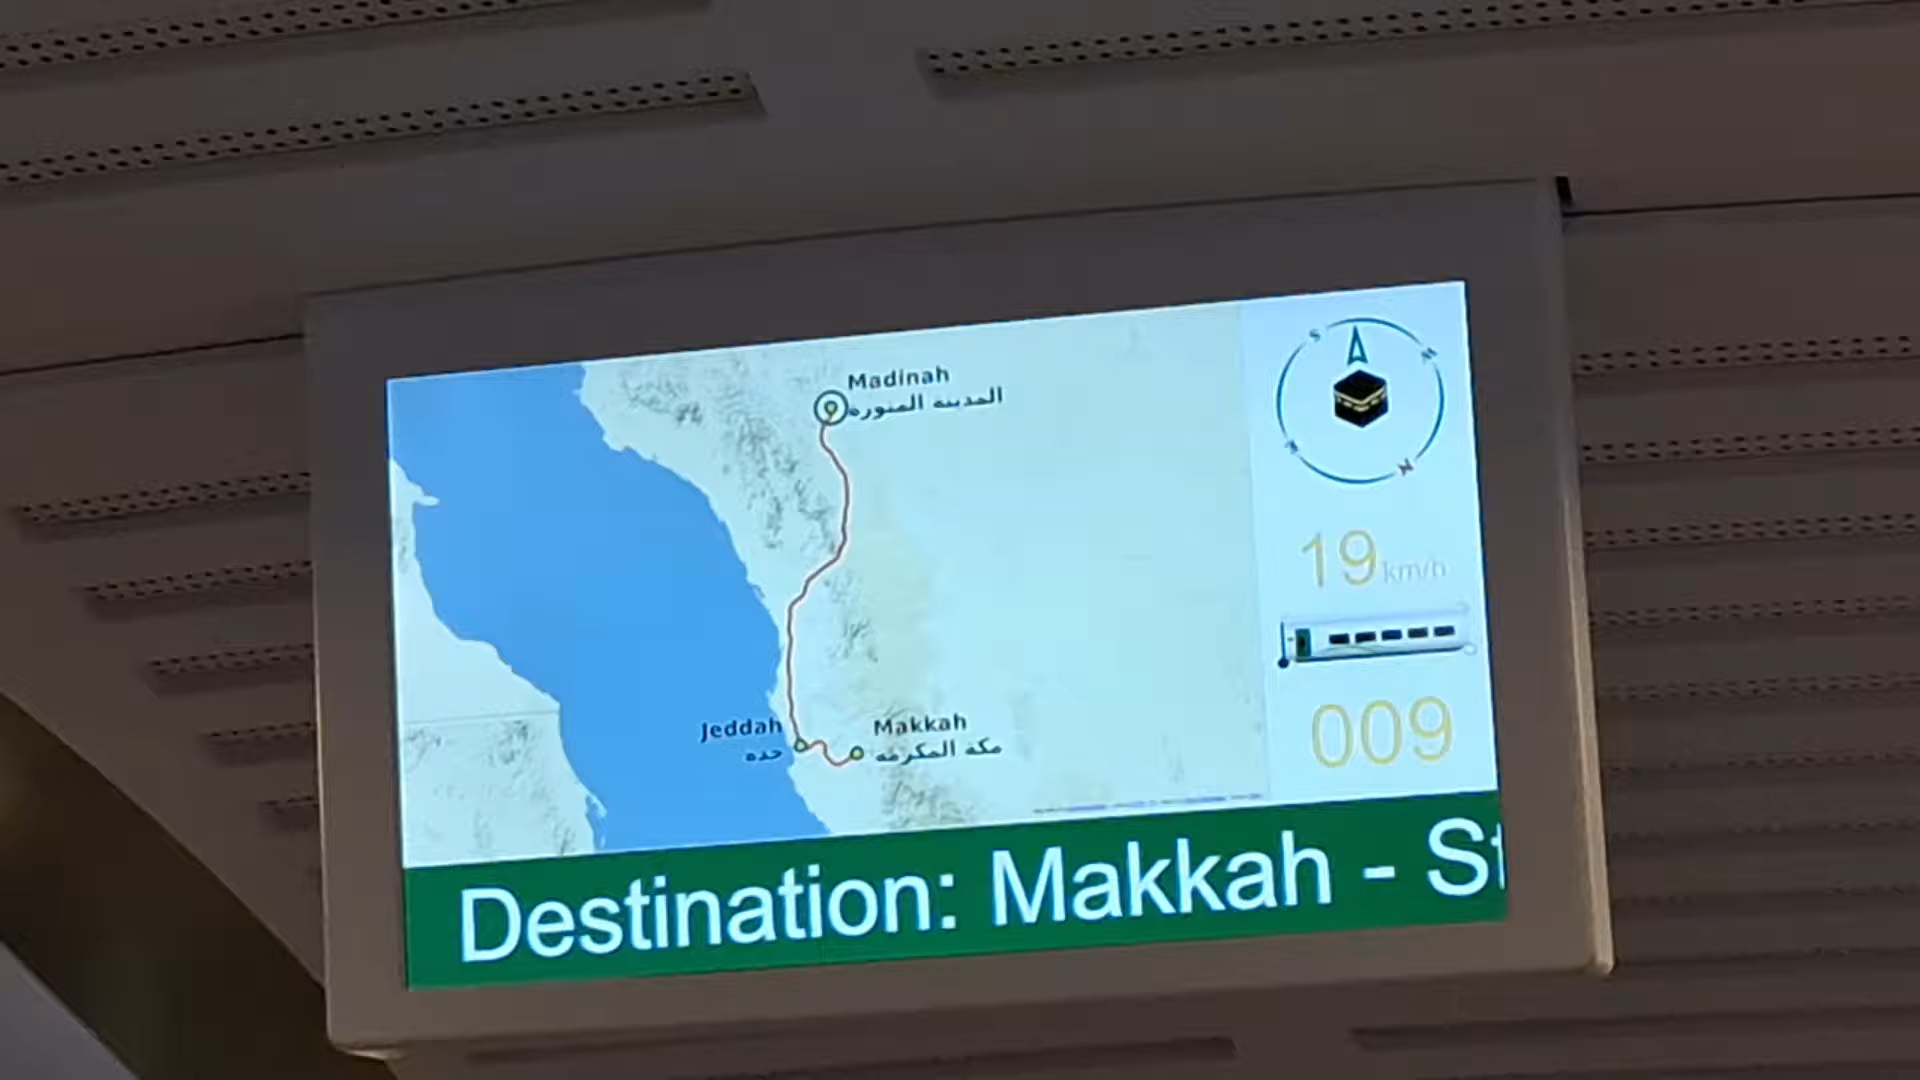 Madinah
المدينة المنورة
Jeddah
جدة
Makkah
مكة المكرمة
S
W
E
N
19 km/h
009
Destination: Makkah - St